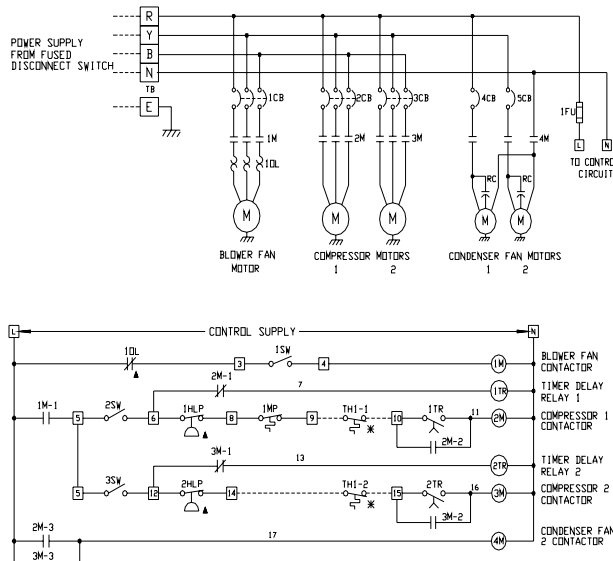 R
Y
B
N
POWER SUPPLY
FROM FUSED
DISCONNECT SWITCH
TB
E
1CB
2CB
3CB
4CB
5CB
1FU
1M
2M
3M
4M
1OL
L
N
TO CONTROL
CIRCUIT
RC
RC
M
M
M
M
M
BLOWER FAN
MOTOR
COMPRESSOR MOTORS
1 2
CONDENSER FAN MOTORS
1 2
L
CONTROL SUPPLY
N
1OL
3
1SW
4
1M
BLOWER FAN
CONTACTOR
2M-1
7
1TR
TIMER DELAY
RELAY 1
1M-1
5
2SW
6
1HLP
8
1MP
9
TH1-1
10
1TR
11
2M
COMPRESSOR 1
CONTACTOR
2M-2
3M-1
13
2TR
TIMER DELAY
RELAY 2
5
3SW
12
2HLP
14
TH1-2
15
2TR
16
3M
COMPRESSOR 2
CONTACTOR
3M-2
2M-3
17
4M
CONDENSER FAN
2 CONTACTOR
3M-3